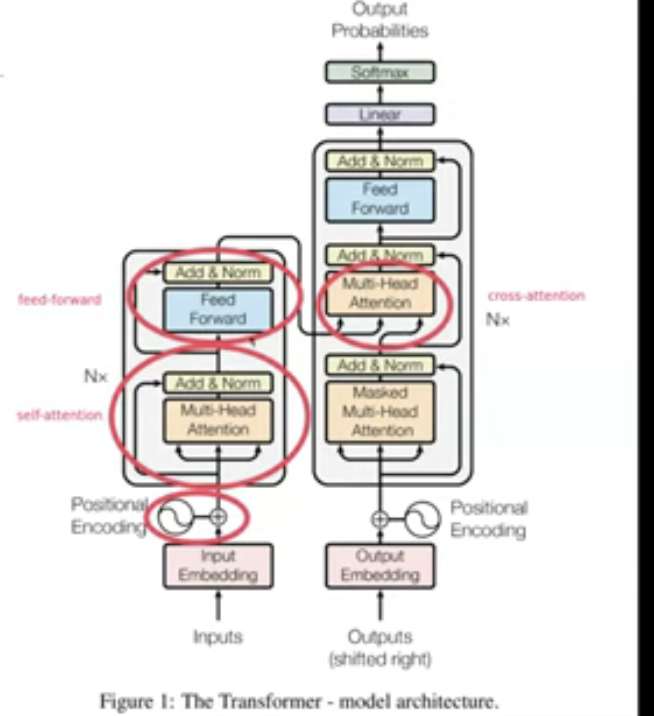 Output
Probabilities
Softmax
Linear
Add & Norm
Feed
Forward
Add & Norm
Multi-Head
Attention
cross-attention
Nx
Add & Norm
Masked
Multi-Head
Attention
Add & Norm
feed-forward
Feed
Forward
Nx
Add & Norm
self-attention
Multi-Head
Attention
Positional
Encoding
Positional
Encoding
Input
Embedding
Output
Embedding
Inputs
Outputs
(shifted right)
Figure 1: The Transformer - model architecture.